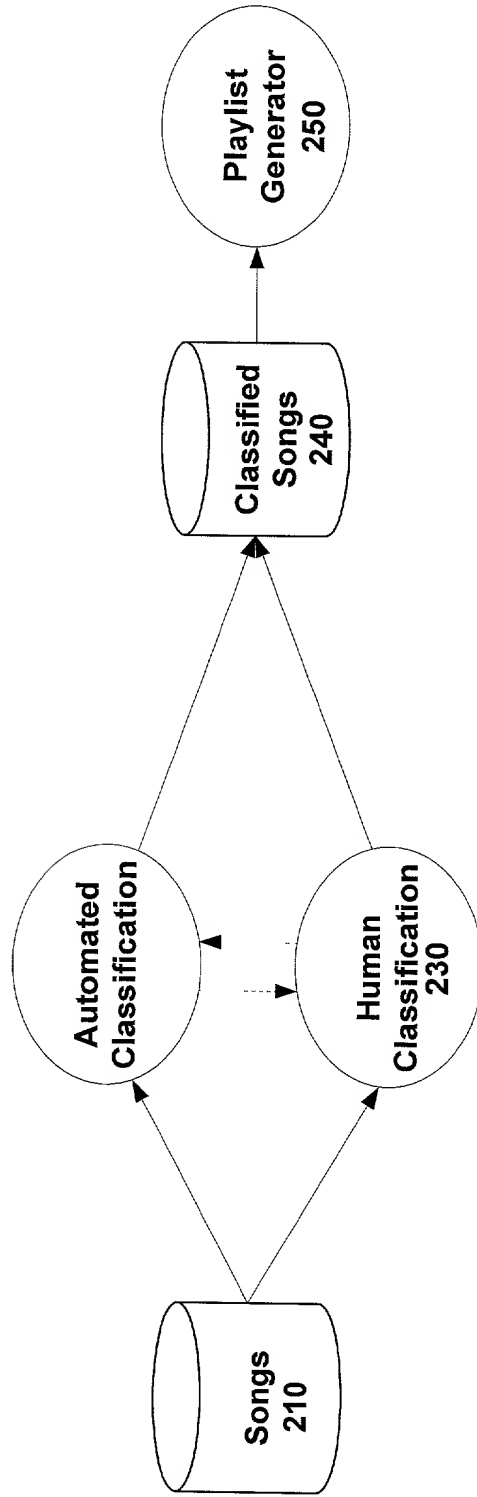 Songs
210
Automated
Classification
Human
Classification
230
Classified
Songs
240
Playlist
Generator
250